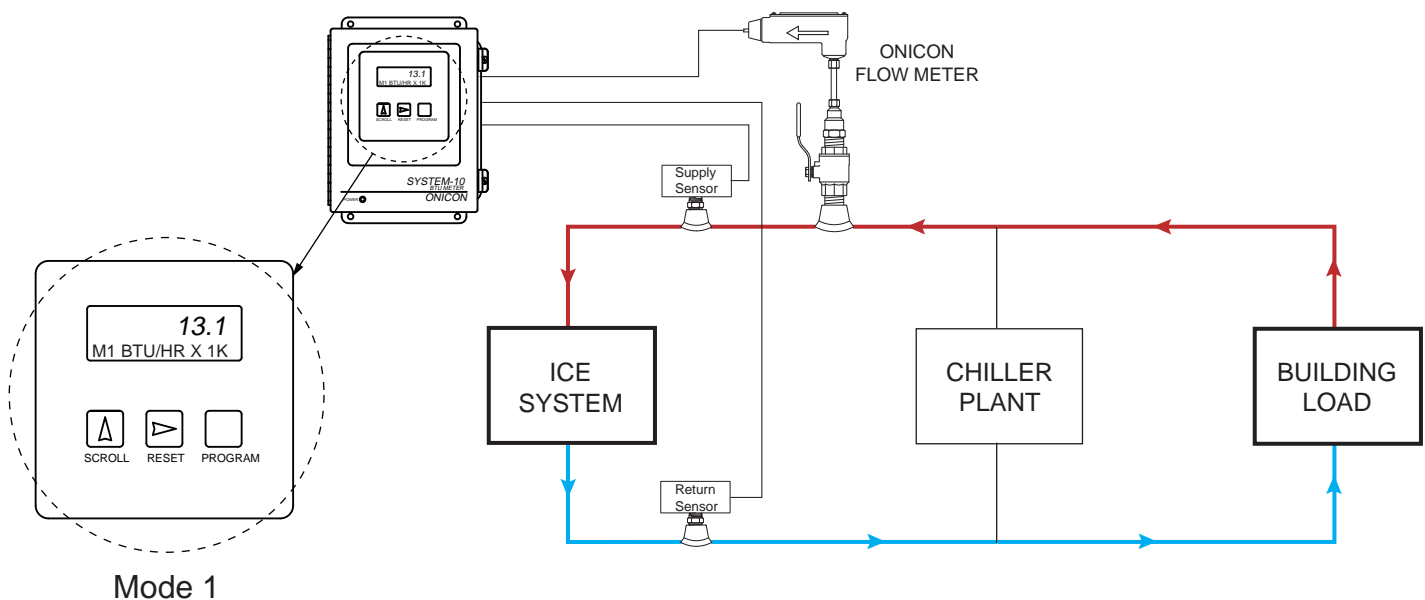 13.1
M1 BTU/HR X 1K
SCROLL RESET PROGRAM
SYSTEM-10
BTU METER
ONICON
POWER
ONICON
FLOW METER
Supply
Sensor
13.1
M1 BTU/HR X 1K
SCROLL RESET PROGRAM
Mode 1
ICE
SYSTEM
CHILLER
PLANT
BUILDING
LOAD
Return
Sensor